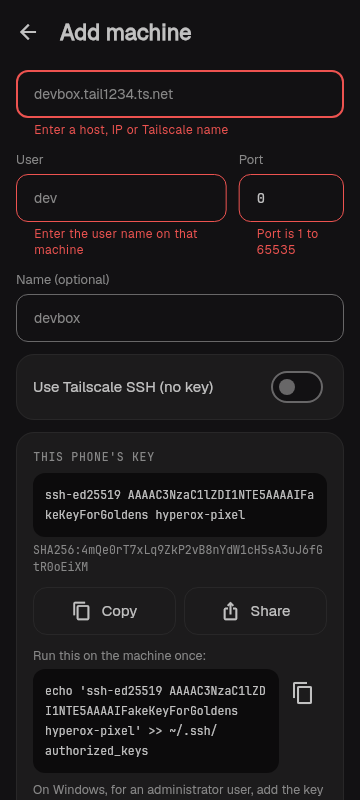 Add machine
devbox.tail1234.ts.net
Enter a host, IP or Tailscale name
User
Port
dev
0
Enter the user name on that
machine
Port is 1 to
65535
Name (optional)
devbox
Use Tailscale SSH (no key)
THIS PHONE'S KEY
ssh-ed25519 AAAAC3NzaC1lZDI1NTE5AAAAIFa
keKeyForGoldens hyperox-pixel
SHA256:4mQe0rT7xLq9ZkP2vB8nYdW1cH5sA3uJ6fG
tR0oEiXM
Copy
Share
Run this on the machine once:
echo 'ssh-ed25519 AAAAC3NzaC1lZD
I1NTE5AAAAIFakeKeyForGoldens
hyperox-pixel' >> ~/.ssh/
authorized_keys
On Windows, for an administrator user, add the key